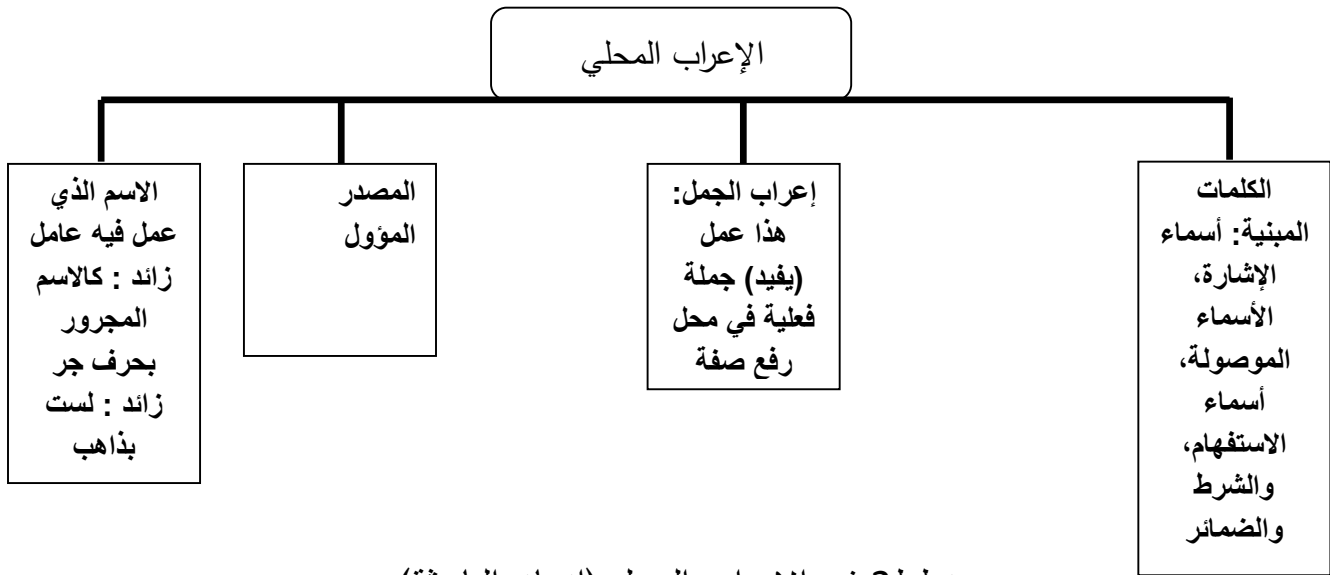 الإعراب المحلي
الكلمات
المبنية: أسماء
الإشارة،
الأسماء
الموصولة،
أسماء
الاستفهام،
والشرط
والضمائر
إعراب الجمل:
هذا عمل
(يفيد) جملة
فعلية في محل
رفع صفة
المصدر
المؤول
الاسم الذي
عمل فيه عامل
زائد : كالاسم
المجرور
بحرف جر
زائد : لست
بذاهب